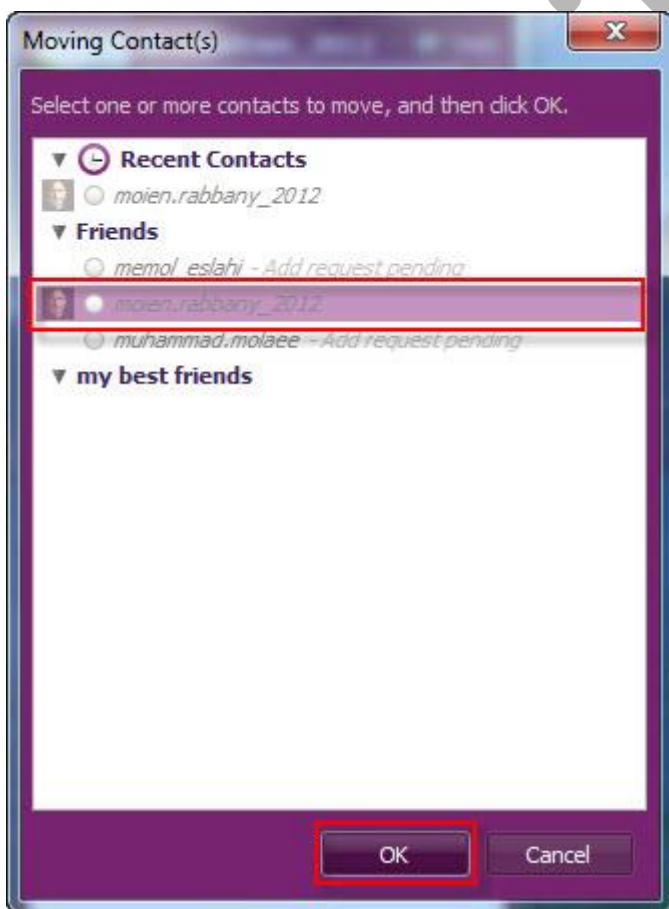 Moving Contact(s)
Select one or more contacts to move, and then click OK.
Recent Contacts
moien.rabbany_2012
Friends
memol_eslahi - Add request pending
moien.rabbany_2012
muhammad.molaee - Add request pending
my best friends
OK Cancel